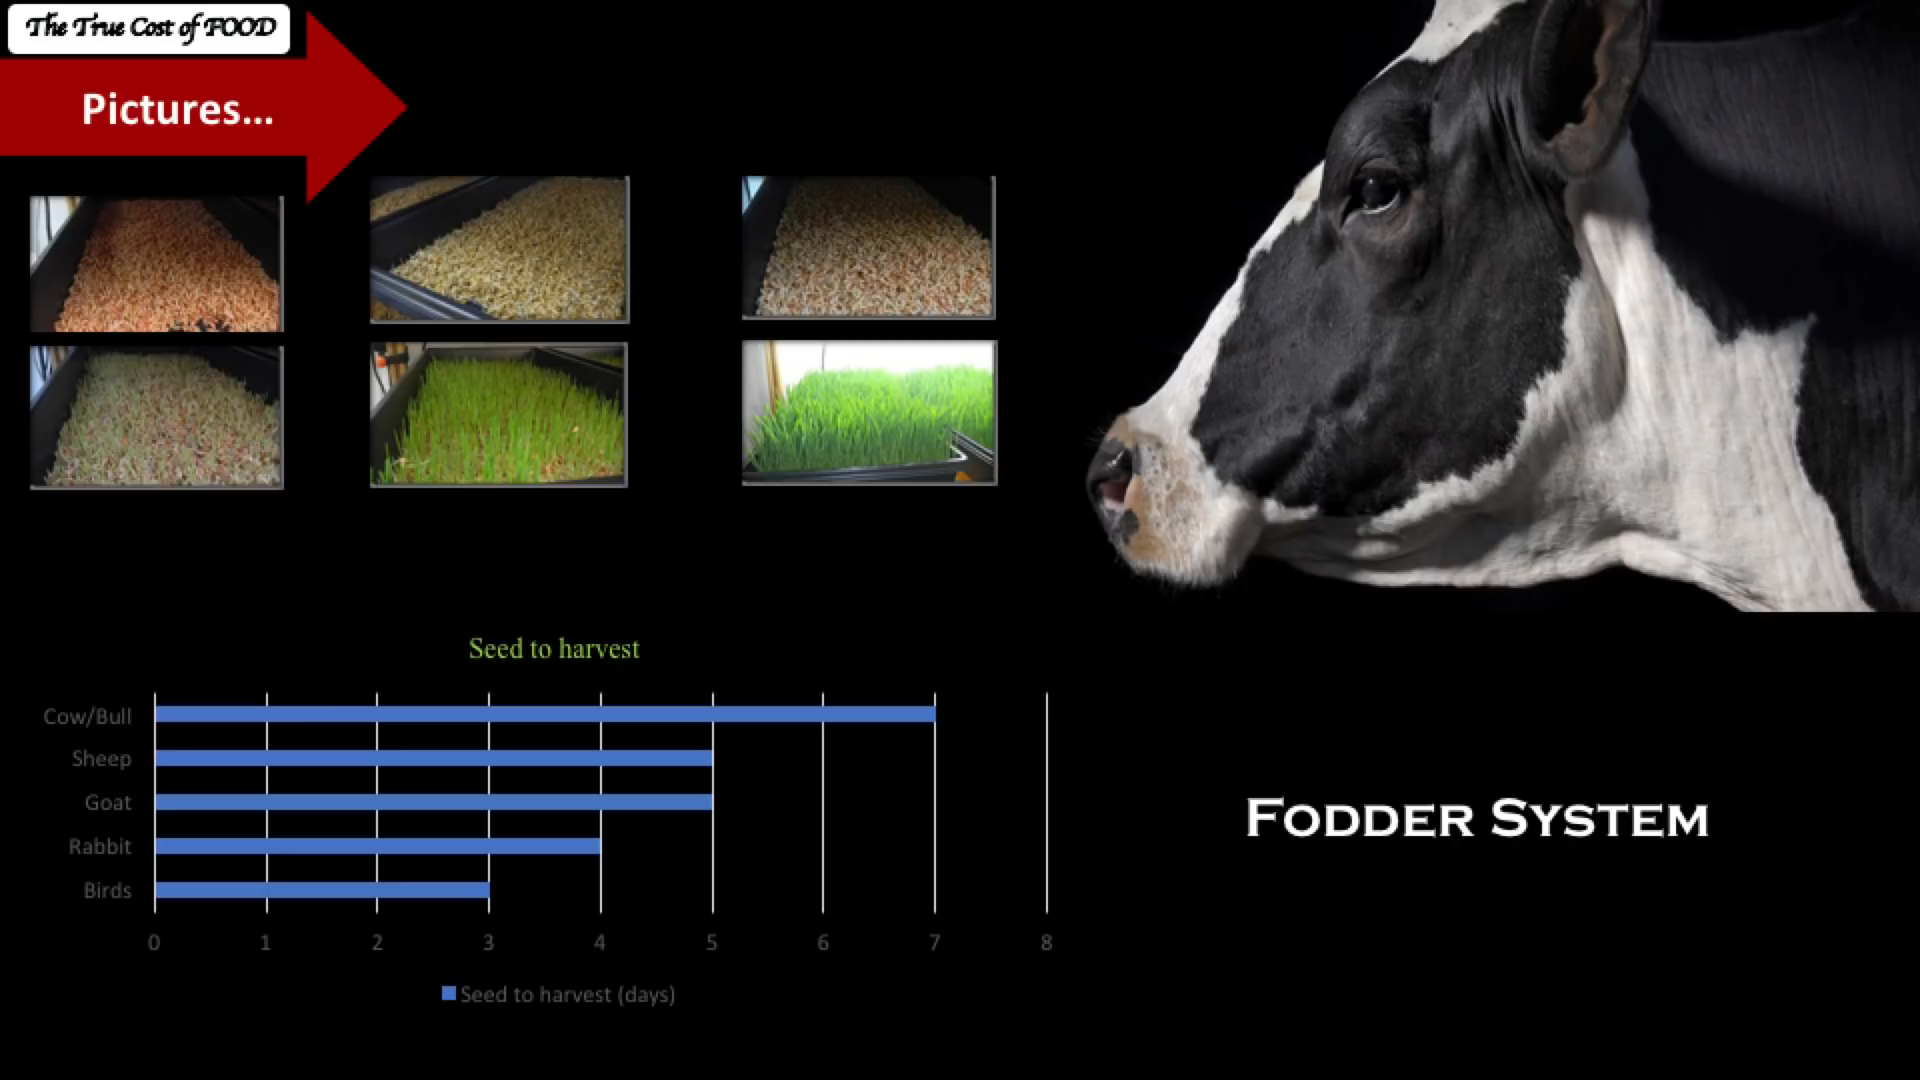 The True Cost of FOOD
Pictures...
Seed to harvest
Cow/Bull
Sheep
Goat
Rabbit
Birds
0 1 2 3 4 5 6 7 8
Seed to harvest (days)
FODDER SYSTEM